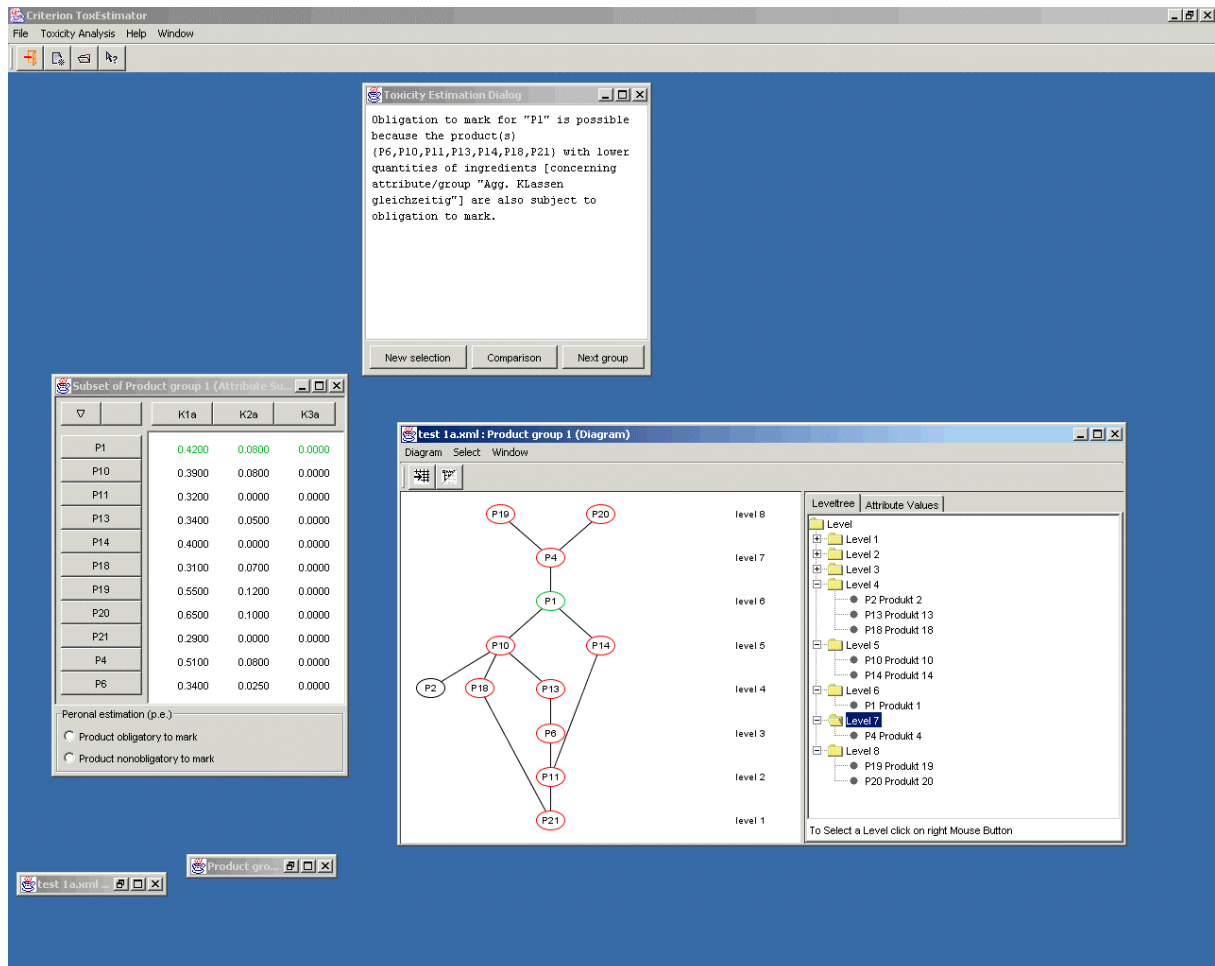 Criterion ToxEstimator
File Toxicity Analysis Help Window
Toxicity Estimation Dialog
Obligation to mark for "P1" is possible
because the product(s)
{P6,P10,P11,P13,P14,P18,P21} with lower
quantities of ingredients [concerning
attribute/group "Agg. KLassen
gleichzeitig"] are also subject to
obligation to mark.
New selection Comparison Next group
Subset of Product group 1 (Attribute Su...
K1a K2a K3a
P1 0.4200 0.0800 0.0000
P10 0.3900 0.0800 0.0000
P11 0.3200 0.0000 0.0000
P13 0.3400 0.0500 0.0000
P14 0.4000 0.0000 0.0000
P18 0.3100 0.0700 0.0000
P19 0.5500 0.1200 0.0000
P20 0.6500 0.1000 0.0000
P21 0.2900 0.0000 0.0000
P4 0.5100 0.0800 0.0000
P6 0.3400 0.0250 0.0000
Peronal estimation (p.e.)
Product obligatory to mark
Product nonobligatory to mark
test 1a.xml : Product group 1 (Diagram)
Diagram Select Window
P19 P20 level 8
P4 level 7
P1 level 6
P10 P14 level 5
P2 P18 P13 level 4
P6 level 3
P11 level 2
P21 level 1
Leveltree Attribute Values
Level
Level 1
Level 2
Level 3
Level 4
P2 Produkt 2
P13 Produkt 13
P18 Produkt 18
Level 5
P10 Produkt 10
P14 Produkt 14
Level 6
P1 Produkt 1
Level 7
P4 Produkt 4
Level 8
P19 Produkt 19
P20 Produkt 20
To Select a Level click on right Mouse Button
Product gro...
test 1a.xml ...